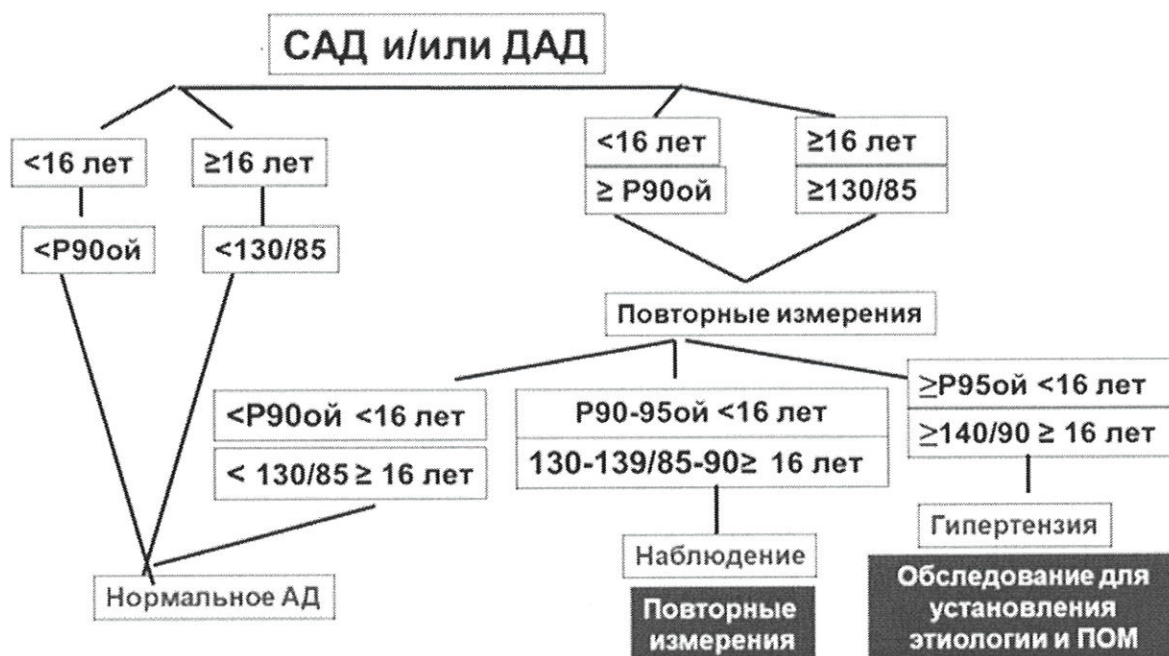 САД и/или ДАД
<16 лет
≥16 лет
<16 лет
≥16 лет
≥ Р90ой
≥130/85
<Р90ой
<130/85
Повторные измерения
<Р90ой <16 лет
< 130/85 ≥ 16 лет
Р90-95ой <16 лет
130-139/85-90≥ 16 лет
≥Р95ой <16 лет
≥140/90 ≥ 16 лет
Нормальное АД
Наблюдение
Повторные
измерения
Гипертензия
Обследование для
установления
этиологии и ПОМ